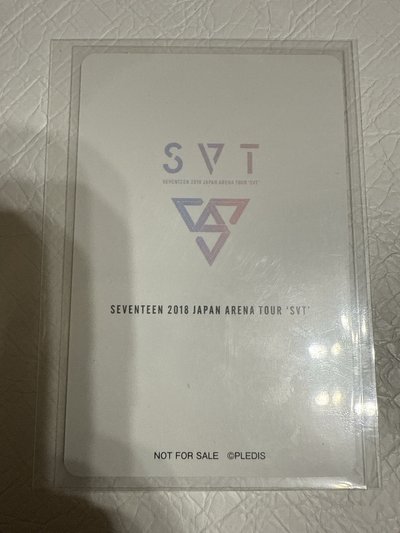 SVT
SEVENTEEN 2018 JAPAN ARENA TOUR 'SVT'
SEVENTEEN 2018 JAPAN ARENA TOUR 'SVT'
NOT FOR SALE ©PLEDIS